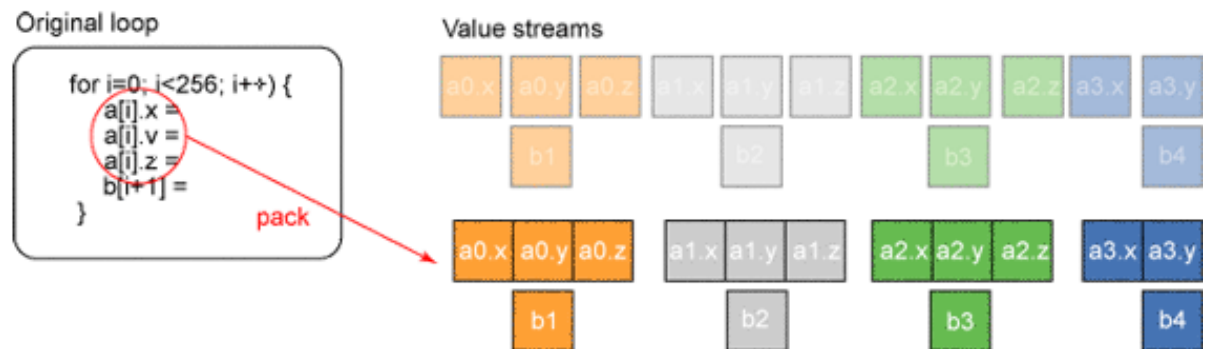 Original loop
Value streams
for i=0; i<256; i++) {
a[i].x =
a[i].v =
a[i].z =
b[i+1] =
}
pack
a0.x a0.y a0.z a1.x a1.y a1.z a2.x a2.y a2.z a3.x a3.y
b1 b2 b3 b4
a0.x a0.y a0.z a1.x a1.y a1.z a2.x a2.y a2.z a3.x a3.y
b1 b2 b3 b4